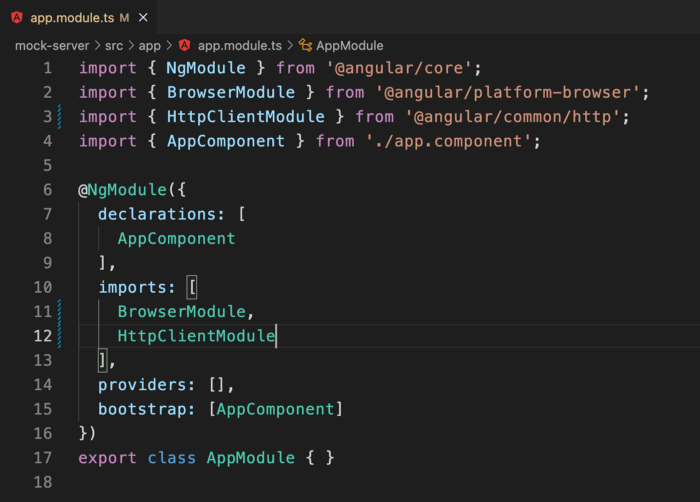 app.module.ts M ×
mock-server > src > app > app.module.ts > AppModule
1 import { NgModule } from '@angular/core';
2 import { BrowserModule } from '@angular/platform-browser';
3 import { HttpClientModule } from '@angular/common/http';
4 import { AppComponent } from './app.component';
5
6 @NgModule({
7   declarations: [
8     AppComponent
9   ],
10   imports: [
11     BrowserModule,
12     HttpClientModule
13   ],
14   providers: [],
15   bootstrap: [AppComponent]
16 })
17 export class AppModule { }
18